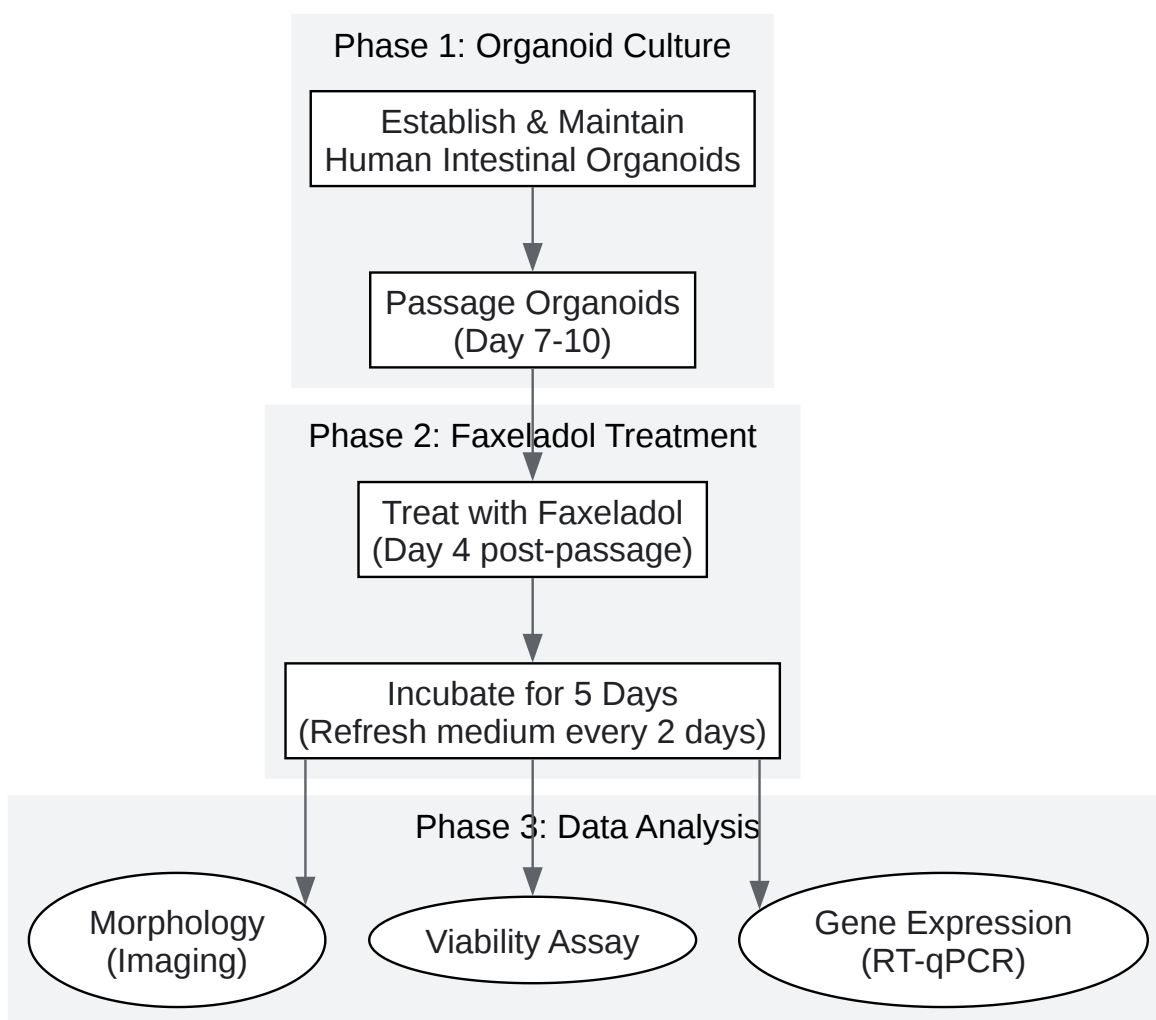 Phase 1: Organoid Culture
Establish & Maintain
Human Intestinal Organoids
Passage Organoids
(Day 7-10)
Phase 2: Faxeladol Treatment
Treat with Faxeladol
(Day 4 post-passage)
Incubate for 5 Days
(Refresh medium every 2 days)
Phase 3: Data Analysis
Morphology
(Imaging)
Viability Assay
Gene Expression
(RT-qPCR)